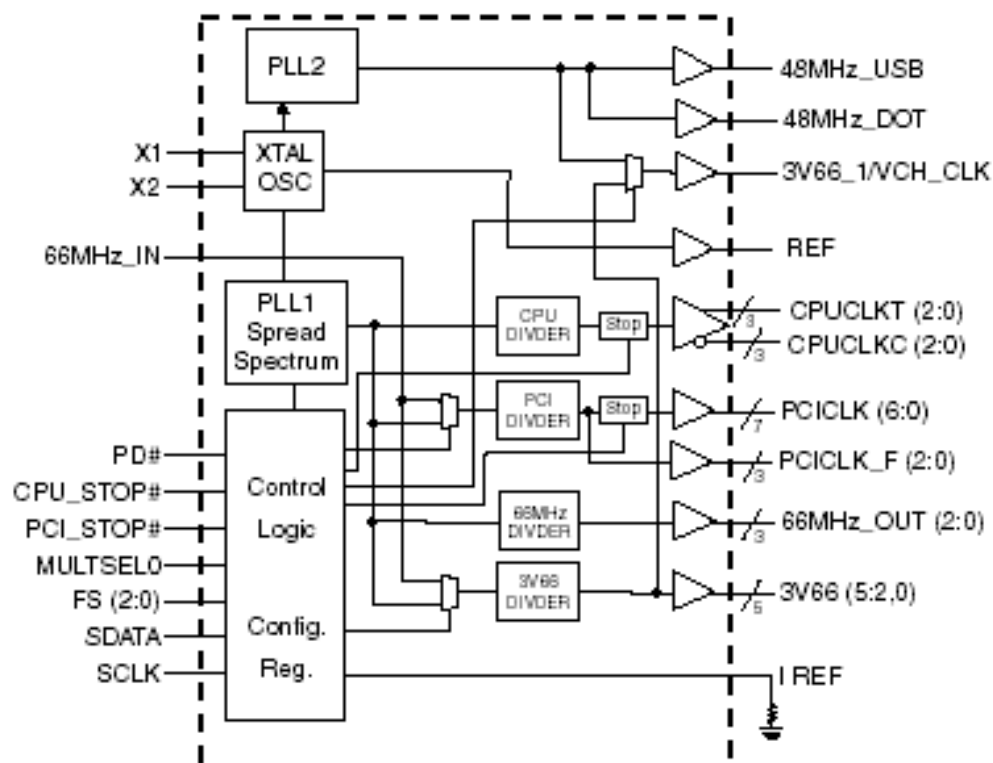 PLL2
48MHz_USB
48MHz_DOT
X1
XTAL
OSC
X2
3V66_1/VCH_CLK
66MHz_IN
REF
PLL1
Spread
Spectrum
CPU
DIVDER
Stop
3
CPUCLKT (2:0)
3
CPUCLKC (2:0)
PCI
DIVDER
Stop
7
PCICLK (6:0)
3
PCICLK_F (2:0)
PD#
CPU_STOP#
PCI_STOP#
MULTSEL0
FS (2:0)
SDATA
SCLK
Control
Logic
Config.
Reg.
66MHz
DIVDER
3
66MHz_OUT (2:0)
3V66
DIVDER
5
3V66 (5:2,0)
I REF